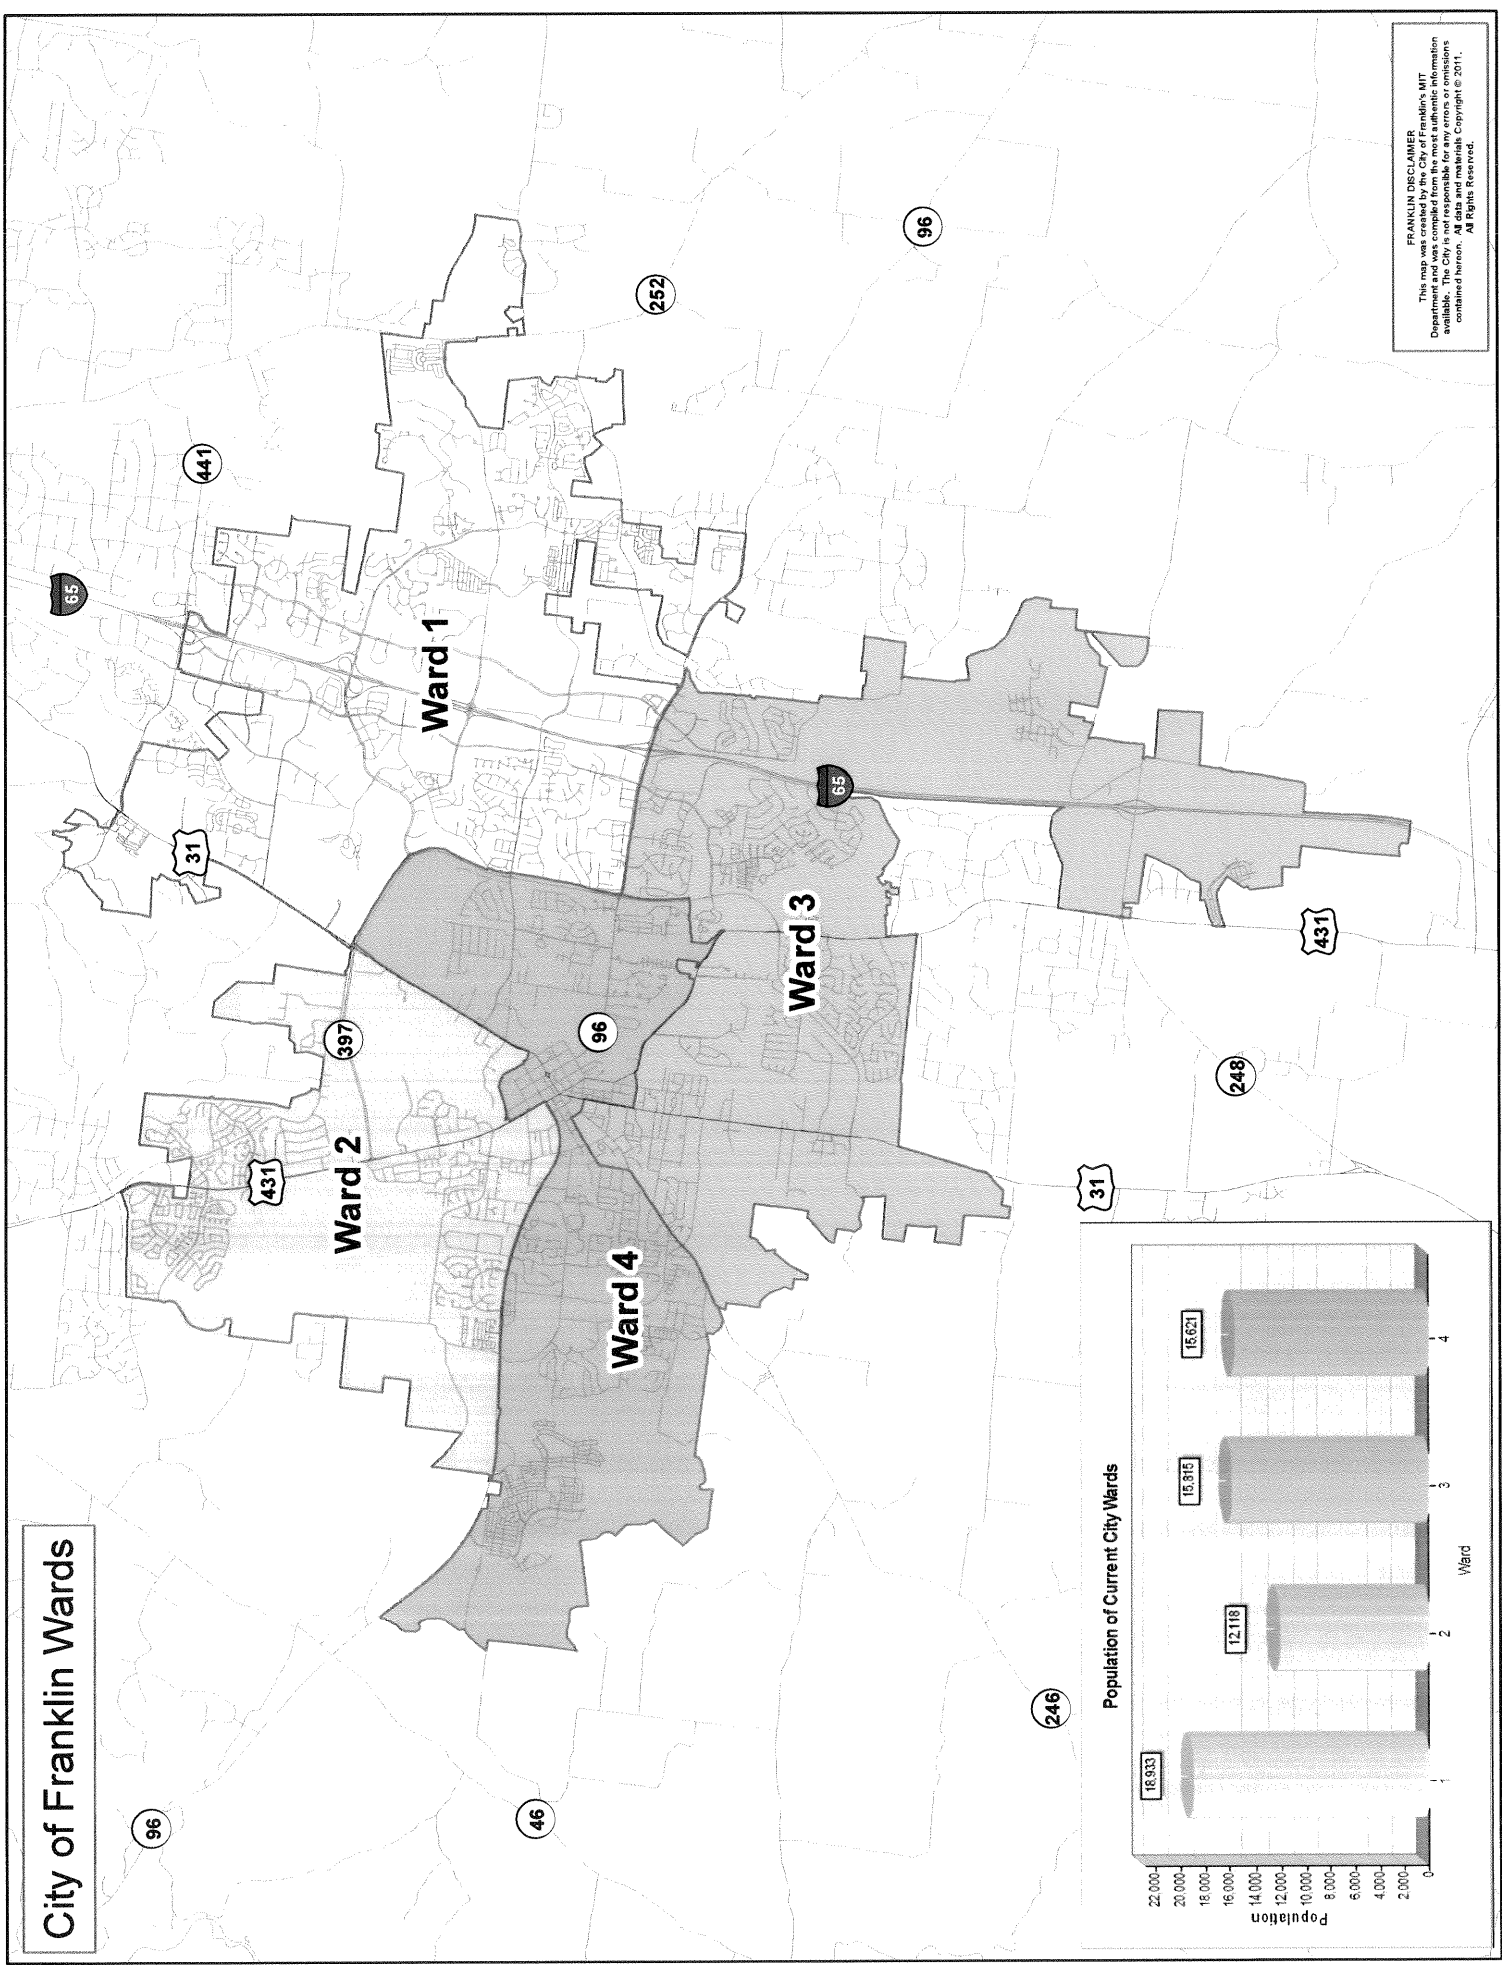 City of Franklin Wards
96
46
246
Ward 2
431
397
31
Ward 4
96
Ward 1
65
441
Ward 3
65
252
96
31
248
431
Population of Current City Wards
Population
22,000
20,000
18,000
16,000
14,000
12,000
10,000
8,000
6,000
4,000
2,000
0
18,933
12,118
15,815
15,621
1
2
3
4
Ward
FRANKLIN DISCLAIMER
This map was created by the City of Franklin's MIT
Department and was compiled from the most authentic information
available. The City is not responsible for any errors or omissions
contained hereon. All data and materials Copyright © 2011.
All Rights Reserved.